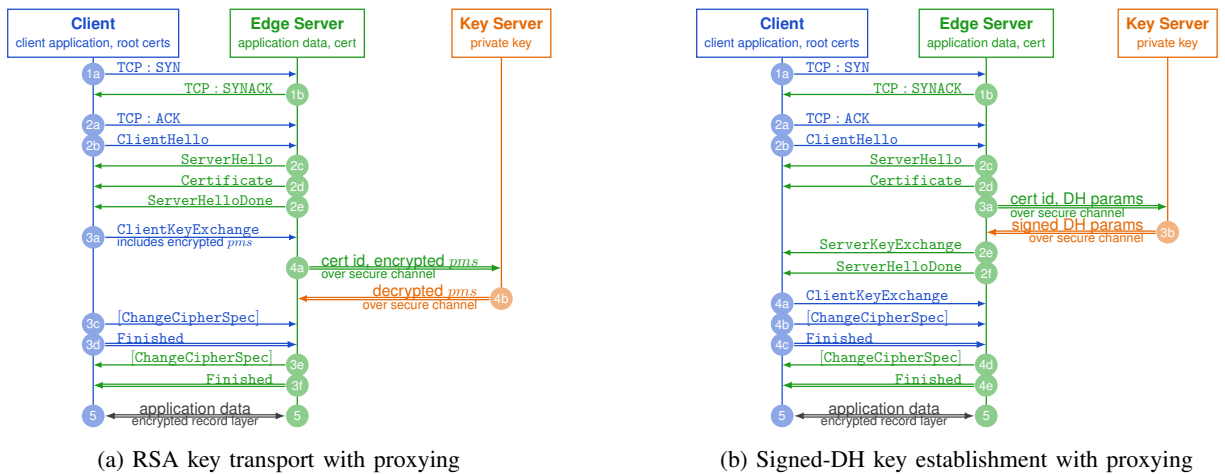 Client
client application, root certs
Edge Server
application data, cert
Key Server
private key
1a TCP : SYN
TCP : SYNACK 1b
2a TCP : ACK
2b ClientHello
ServerHello 2c
Certificate 2d
ServerHelloDone 2e
3a ClientKeyExchange
includes encrypted pms
4a cert id, encrypted pms
over secure channel
decrypted pms 4b
over secure channel
3c [ChangeCipherSpec]
3d Finished
[ChangeCipherSpec] 3e
Finished 3f
5 application data 5
encrypted record layer
(a) RSA key transport with proxying
Client
client application, root certs
Edge Server
application data, cert
Key Server
private key
1a TCP : SYN
TCP : SYNACK 1b
2a TCP : ACK
2b ClientHello
ServerHello 2c
Certificate 2d
3a cert id, DH params
over secure channel
signed DH params 3b
over secure channel
ServerKeyExchange 2e
ServerHelloDone 2f
4a ClientKeyExchange
4b [ChangeCipherSpec]
4c Finished
[ChangeCipherSpec] 4d
Finished 4e
5 application data 5
encrypted record layer
(b) Signed-DH key establishment with proxying